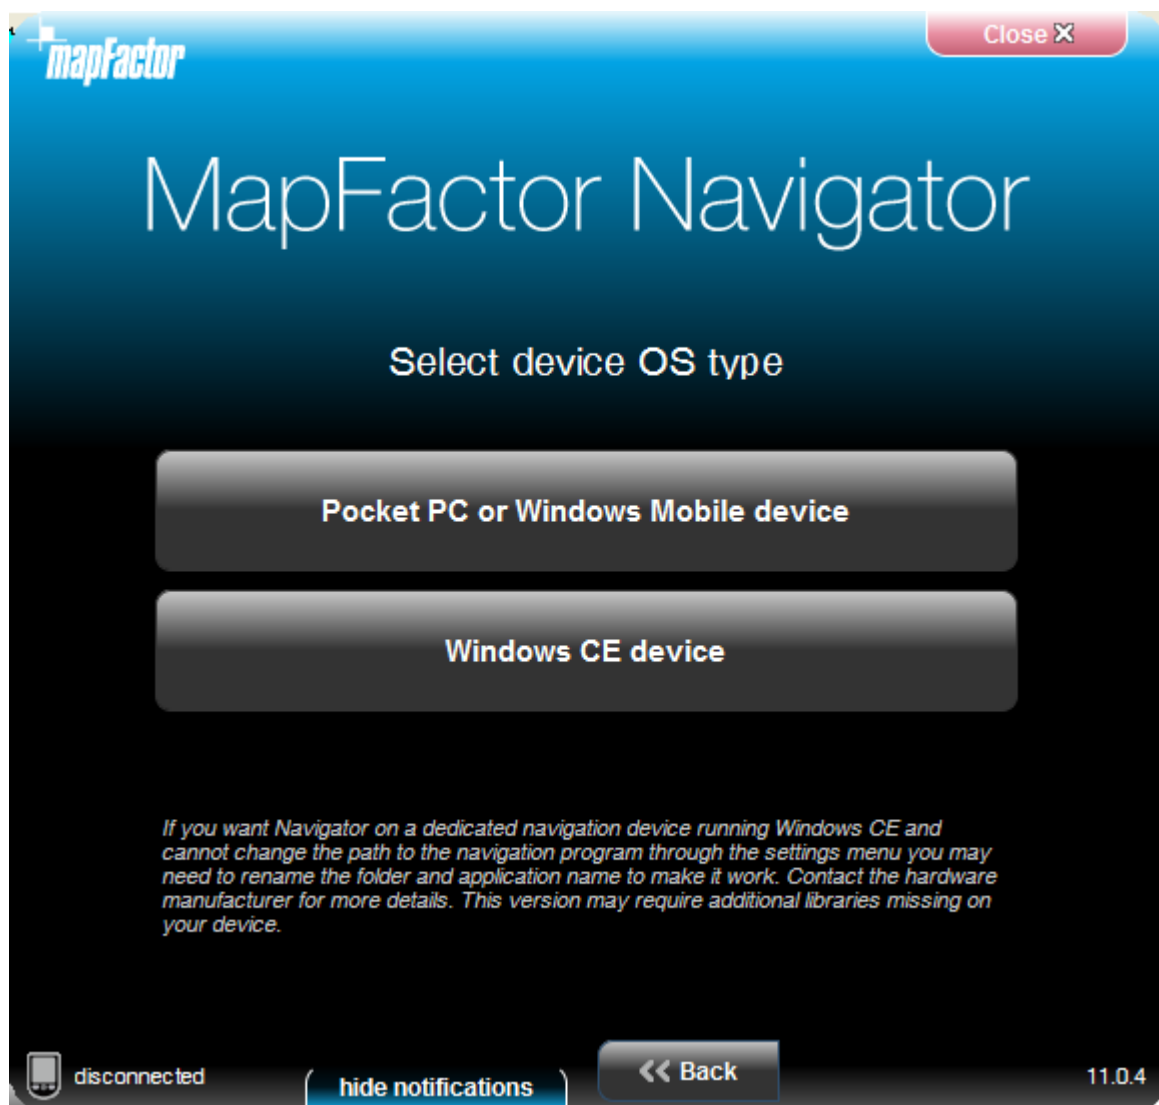 mapFactor
Close X
MapFactor Navigator
Select device OS type
Pocket PC or Windows Mobile device
Windows CE device
If you want Navigator on a dedicated navigation device running Windows CE and
cannot change the path to the navigation program through the settings menu you may
need to rename the folder and application name to make it work. Contact the hardware
manufacturer for more details. This version may require additional libraries missing on
your device.
disconnected
hide notifications
Back
11.0.4